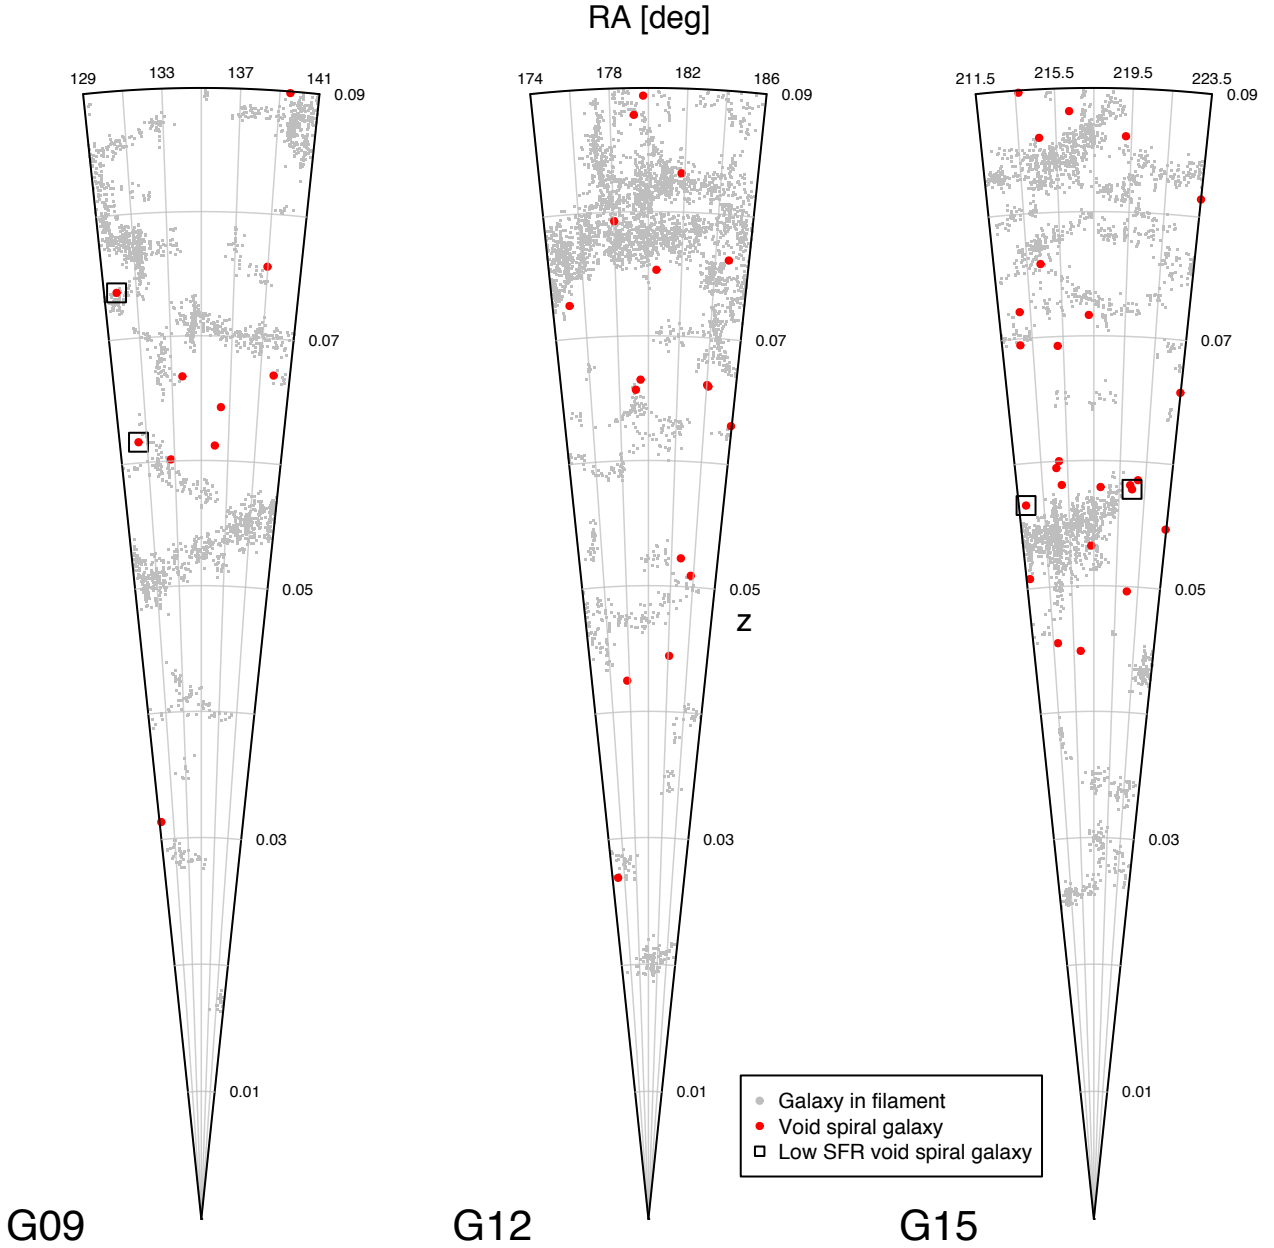 RA [deg]
129 133 137 141
174 178 182 186
211.5 215.5 219.5 223.5
0.09 0.09 0.09
0.07 0.07 0.07
0.05 0.05 0.05
z
0.03 0.03 0.03
0.01 0.01 0.01
Galaxy in filament
Void spiral galaxy
Low SFR void spiral galaxy
G09 G12 G15